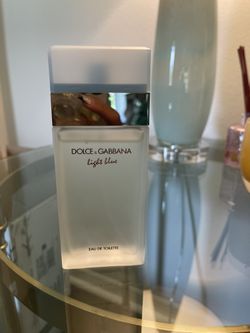 DOLCE & GABBANA
light blue
EAU DE TOILETTE